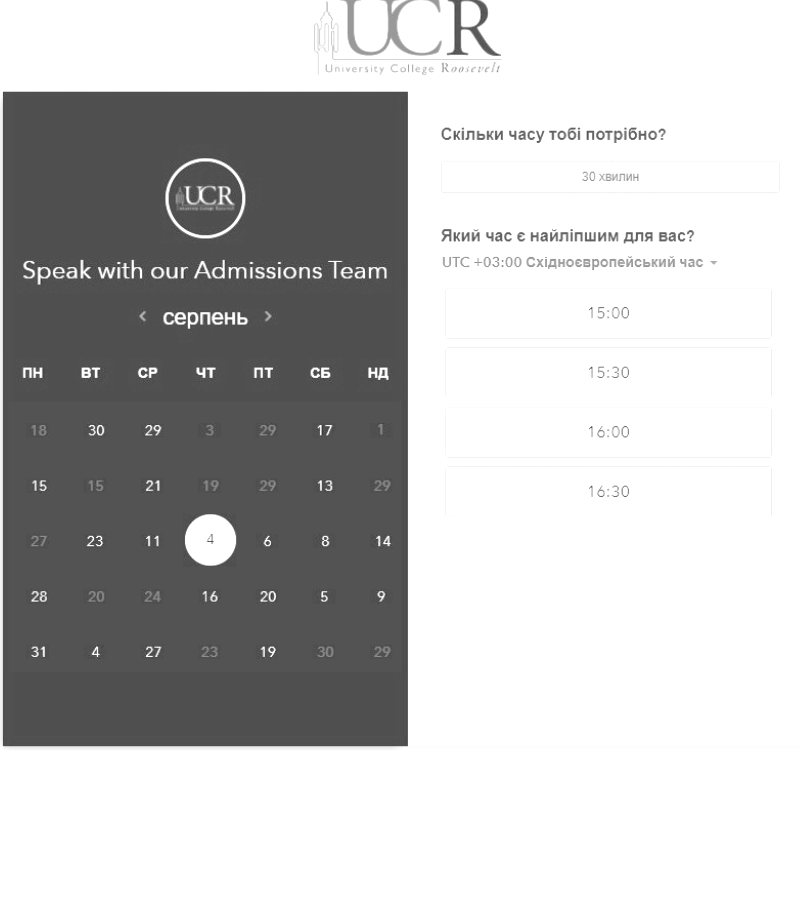 UCR
University College Roosevelt
UCR
Speak with our Admissions Team
серпень
ПН ВТ СР ЧТ ПТ СБ НД
18 30 29 3 29 17 1
15 15 21 19 29 13 29
27 23 11 4 6 8 14
28 20 24 16 20 5 9
31 4 27 23 19 30 29
Скільки часу тобі потрібно?
30 хвилин
Який час є найліпшим для вас?
UTC +03:00 Східноєвропейський час
15:00
15:30
16:00
16:30